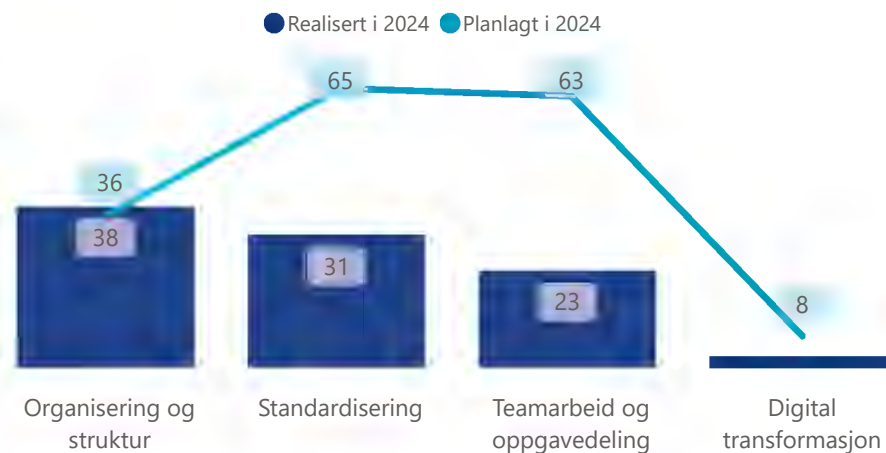 Realisert i 2024 Planlagt i 2024
65
63
36
38
31
23
8
Organisering og
struktur
Standardisering
Teamarbeid og
oppgavedeling
Digital
transformasjon